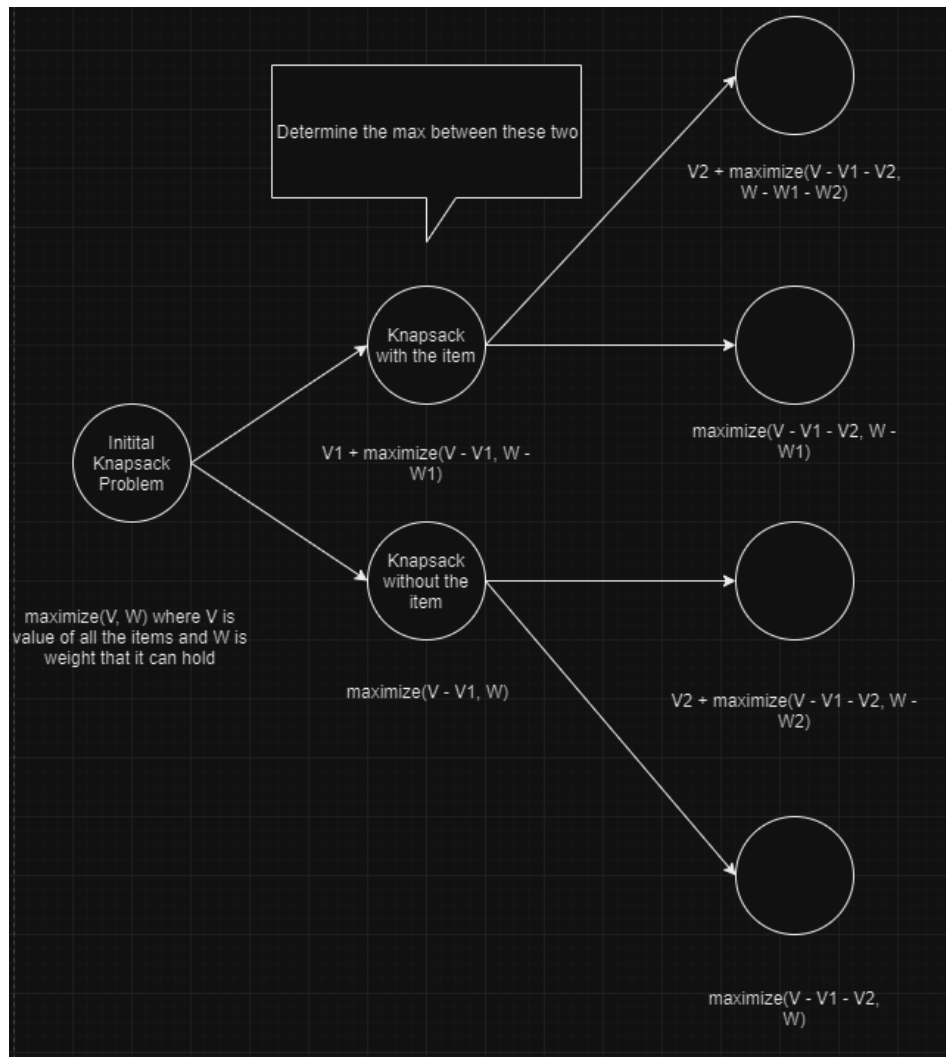 Determine the max between these two
V2 + maximize(V - V1 - V2,
W - W1 - W2)
Knapsack
with the item
maximize(V - V1 - V2, W -
W1)
Initital
Knapsack
Problem
V1 + maximize(V - V1, W -
W1)
Knapsack
without the
item
maximize(V, W) where V is
value of all the items and W is
weight that it can hold
maximize(V - V1, W)
V2 + maximize(V - V1 - V2, W -
W2)
maximize(V - V1 - V2,
W)